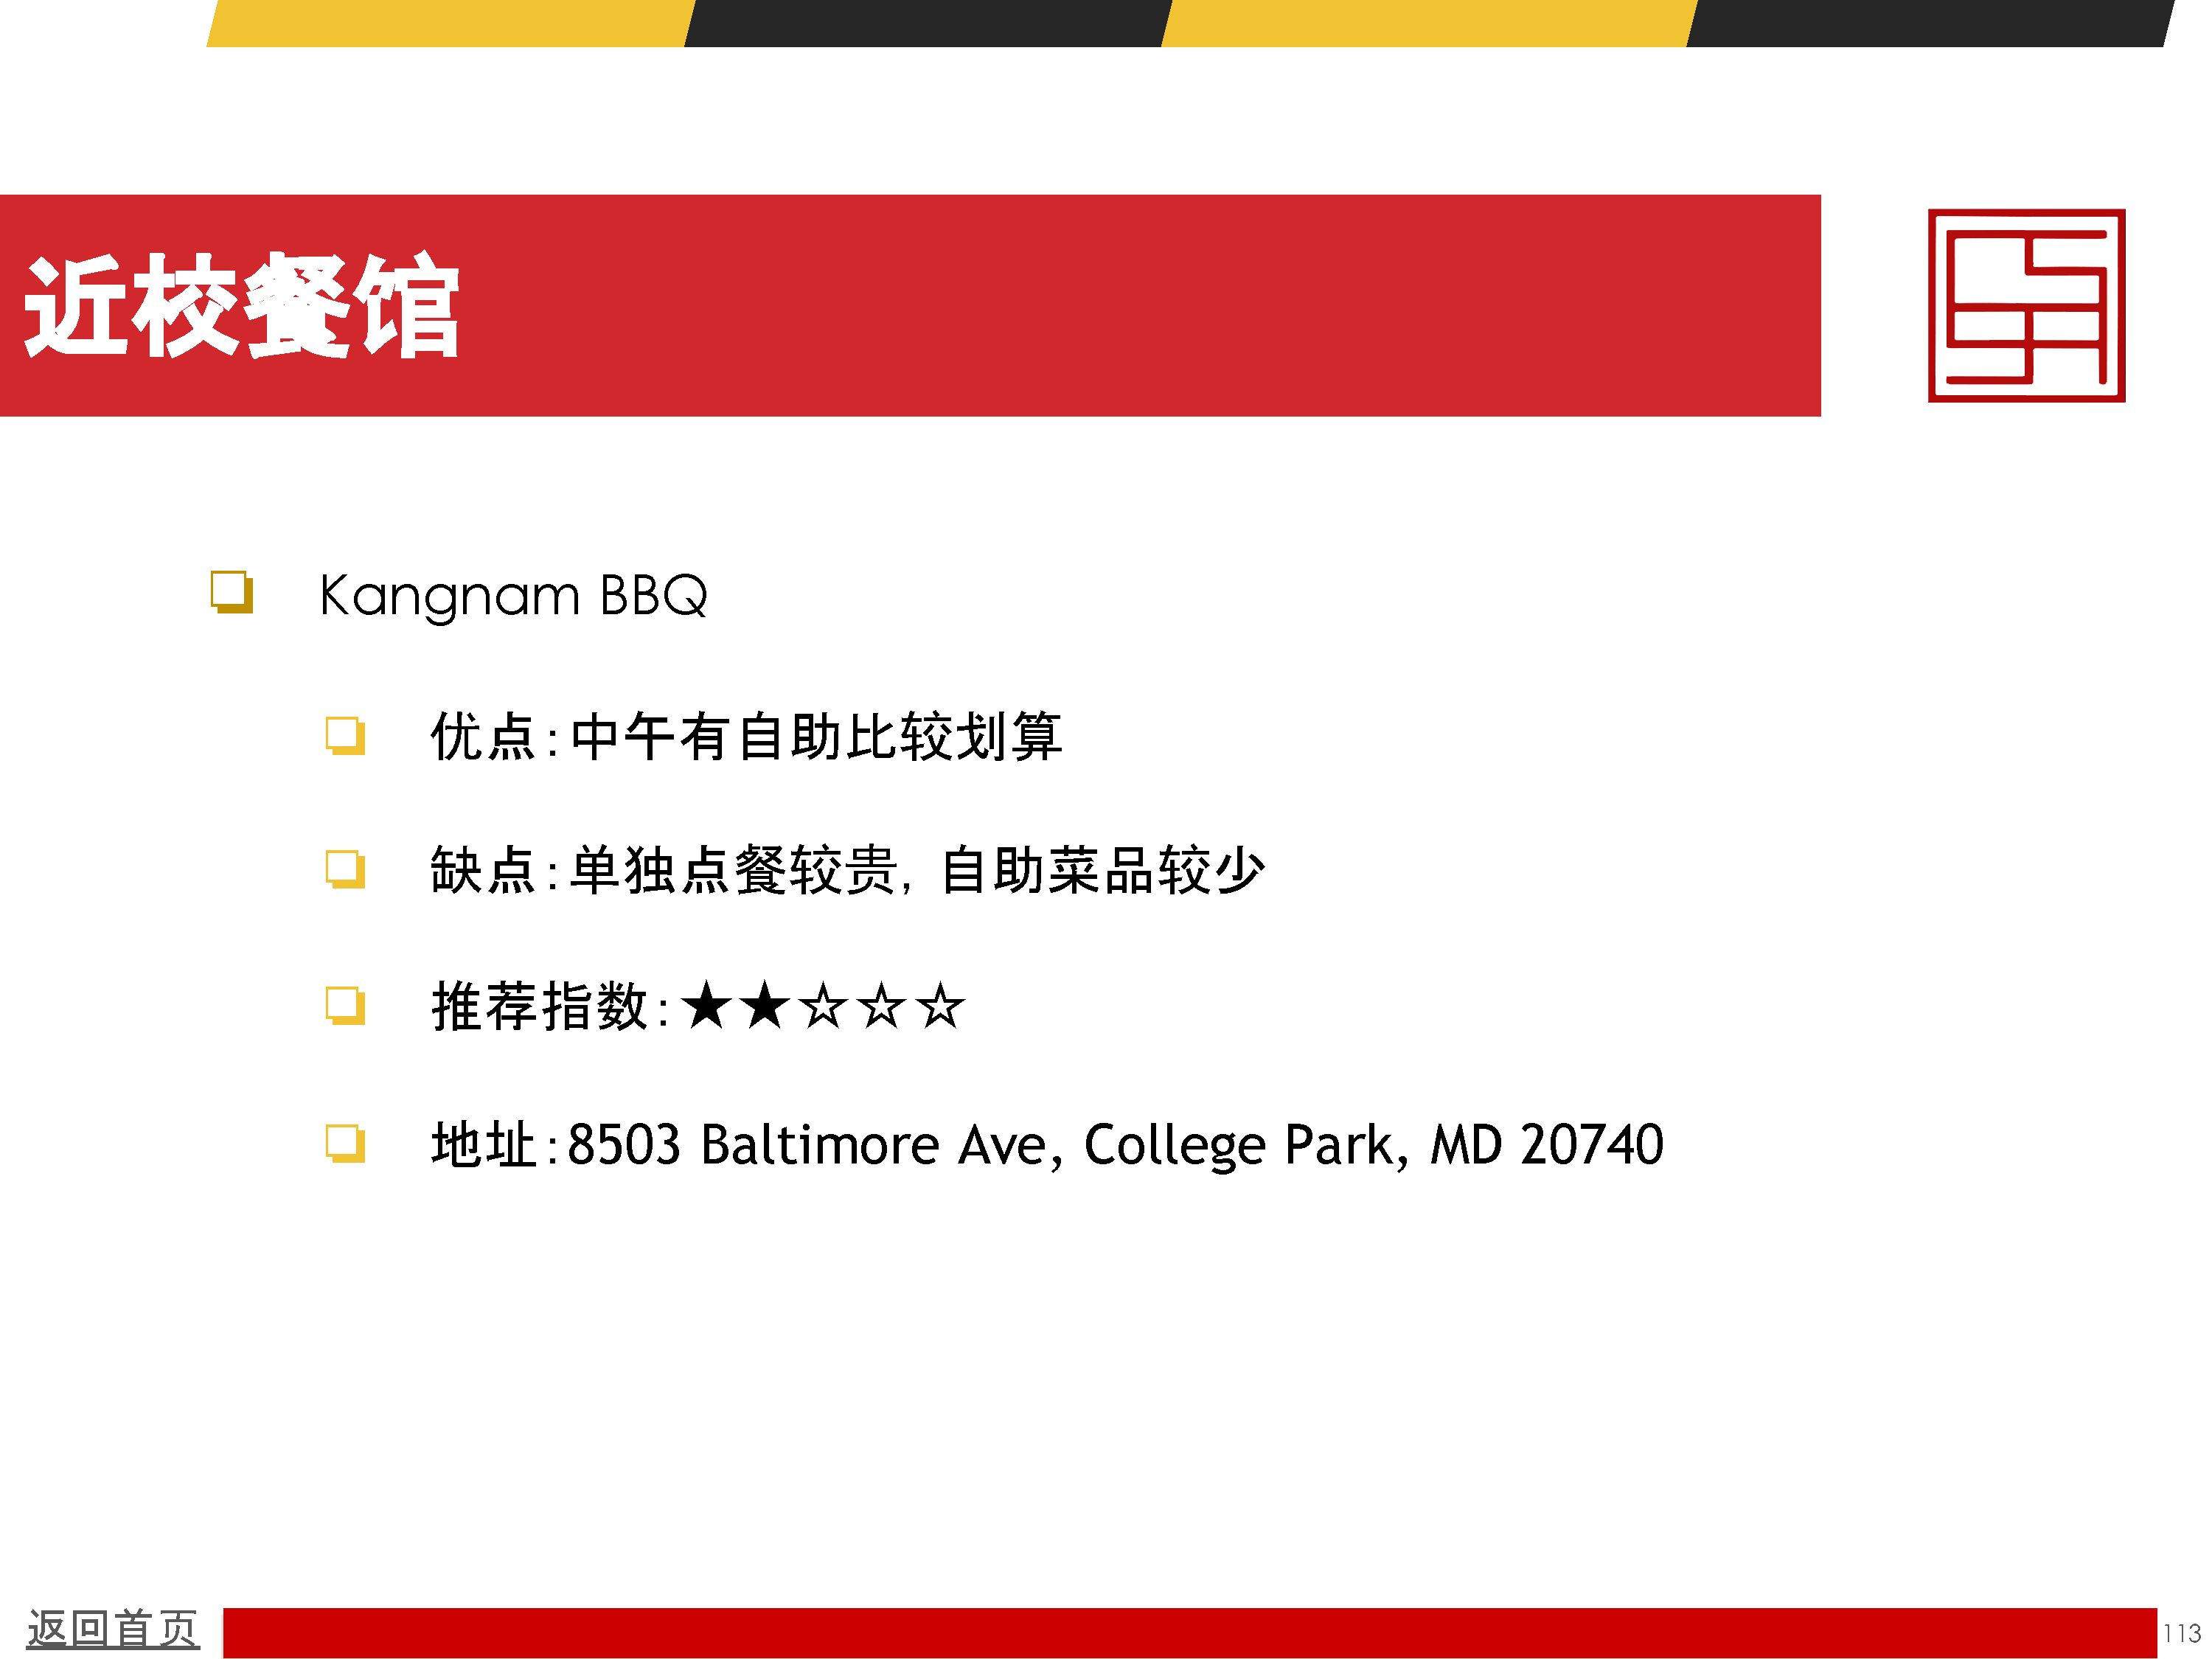 近校餐馆
Kangnam BBQ
优点:中午有自助比较划算
缺点:单独点餐较贵, 自助菜品较少
推荐指数:★★☆☆☆
地址:8503 Baltimore Ave, College Park, MD 20740
返回首页
113